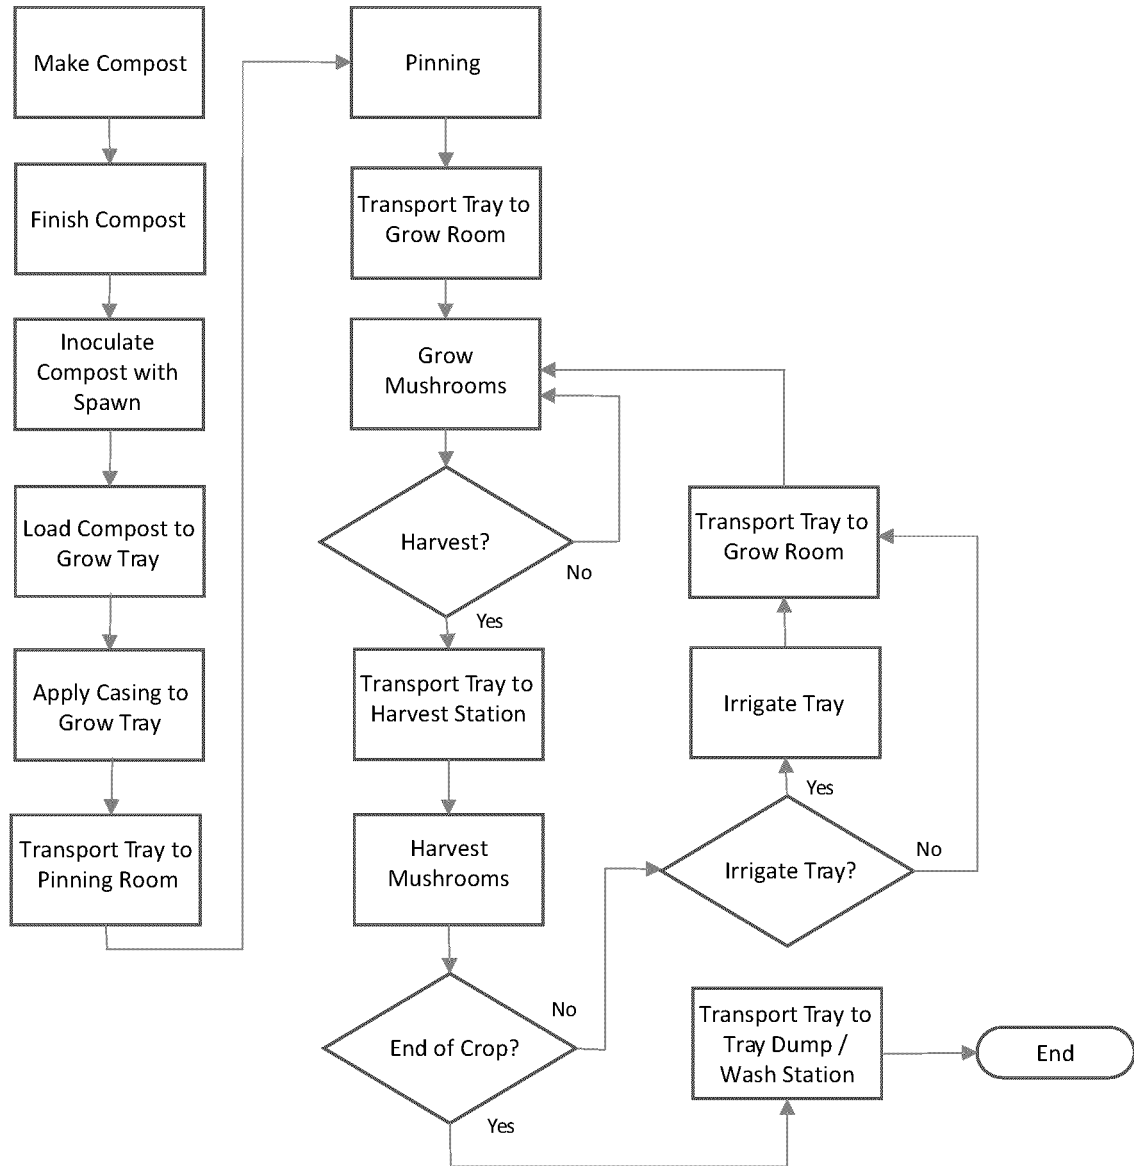 Make Compost
Finish Compost
Inoculate
Compost with
Spawn
Load Compost to
Grow Tray
Apply Casing to
Grow Tray
Transport Tray to
Pinning Room
Pinning
Transport Tray to
Grow Room
Grow
Mushrooms
Harvest?
No
Yes
Transport Tray to
Harvest Station
Harvest
Mushrooms
End of Crop?
No
Yes
Transport Tray to
Grow Room
Irrigate Tray
Yes
Irrigate Tray?
No
Transport Tray to
Tray Dump /
Wash Station
End